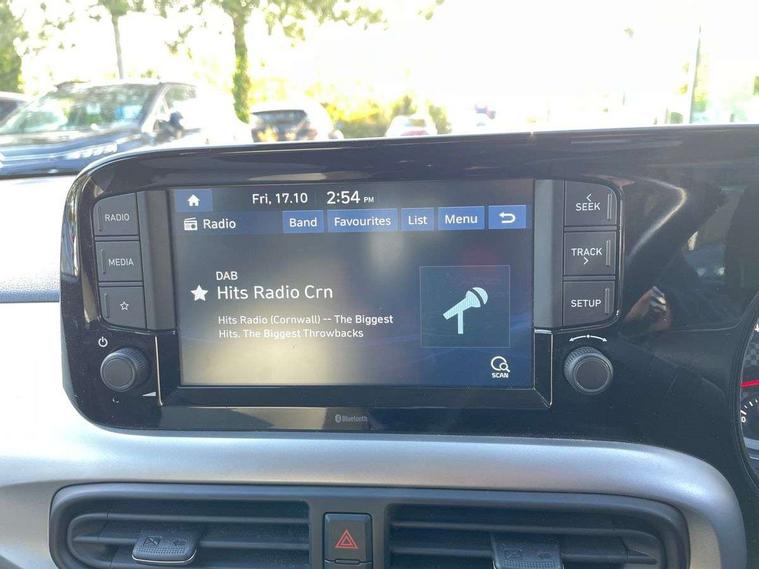 Fri, 17.10 2:54 PM
Radio Band Favourites List Menu
DAB
Hits Radio Crn
Hits Radio (Cornwall) -- The Biggest
Hits. The Biggest Throwbacks
SCAN
RADIO
MEDIA
SEEK
TRACK
SETUP
Bluetooth
0